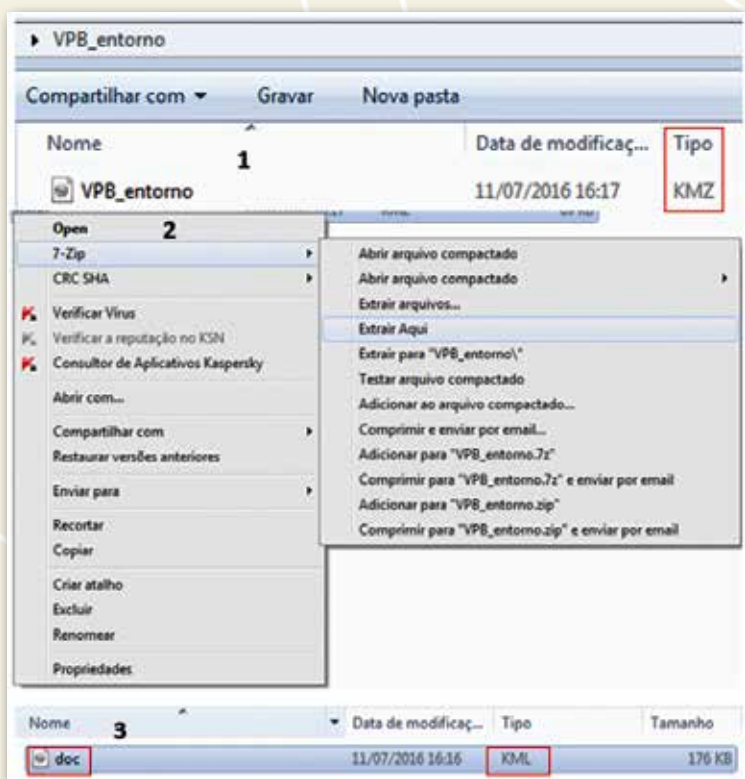 VPB_entorno
Compartilhar com Gravar Nova pasta
Nome Data de modificaç... Tipo
1
VPB_entorno 11/07/2016 16:17 KMZ
Open 2
7-Zip
CRC SHA
Verificar Vírus
Verificar a reputação no KSN
Consultor de Aplicativos Kaspersky
Abrir com...
Compartilhar com
Restaurar versões anteriores
Enviar para
Recortar
Copiar
Criar atalho
Excluir
Renomear
Propriedades
Abrir arquivo compactado
Abrir arquivo compactado
Extrair arquivos...
Extrair Aqui
Extrair para "VPB_entorno\"
Testar arquivo compactado
Adicionar ao arquivo compactado...
Comprimir e enviar por email...
Adicionar para "VPB_entorno.7z"
Comprimir para "VPB_entorno.7z" e enviar por email
Adicionar para "VPB_entorno.zip"
Comprimir para "VPB_entorno.zip" e enviar por email
Nome 3 Data de modificaç... Tipo Tamanho
doc 11/07/2016 16:16 KML 176 KB